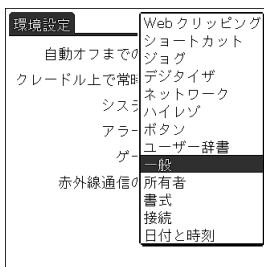 環境設定
自動オフまでの
クレードル上で常時
システ
アラー
ゲー
赤外線通信の
Webクリッピング
ショートカット
ジョグ
デジタイザ
ネットワーク
ハイレゾ
ボタン
ユーザー辞書
一般
所有者
書式
接続
日付と時刻